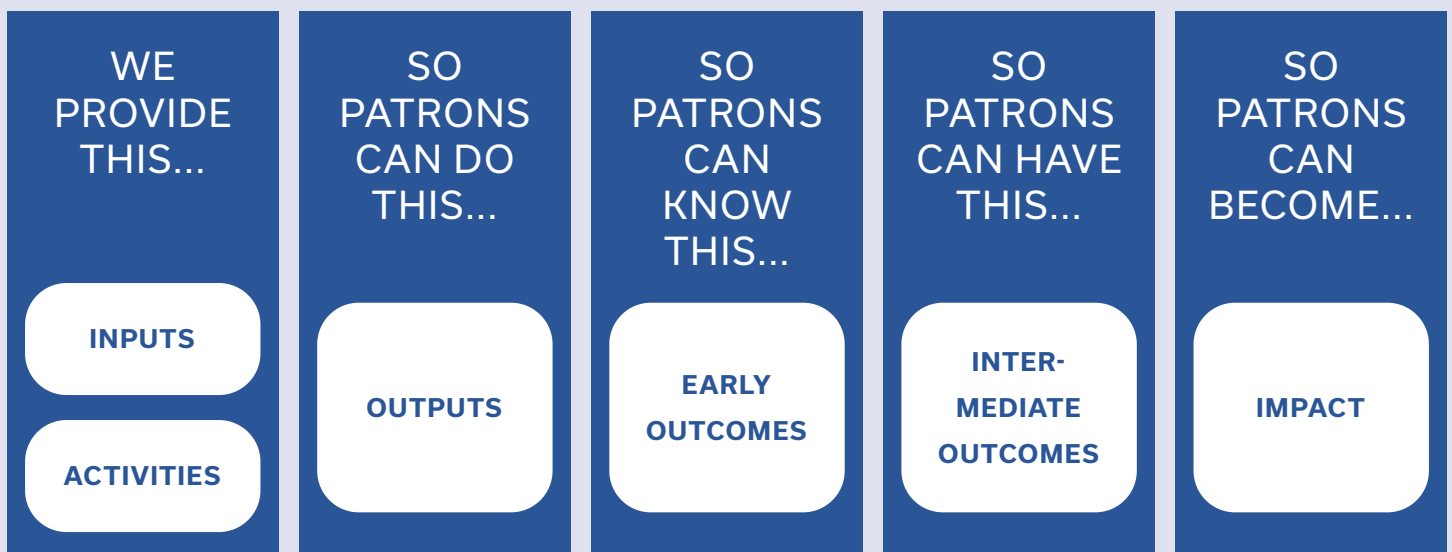 WE
PROVIDE
THIS...
INPUTS
ACTIVITIES
SO
PATRONS
CAN DO
THIS...
OUTPUTS
SO
PATRONS
CAN
KNOW
THIS...
EARLY
OUTCOMES
SO
PATRONS
CAN HAVE
THIS...
INTER-
MEDIATE
OUTCOMES
SO
PATRONS
CAN
BECOME...
IMPACT